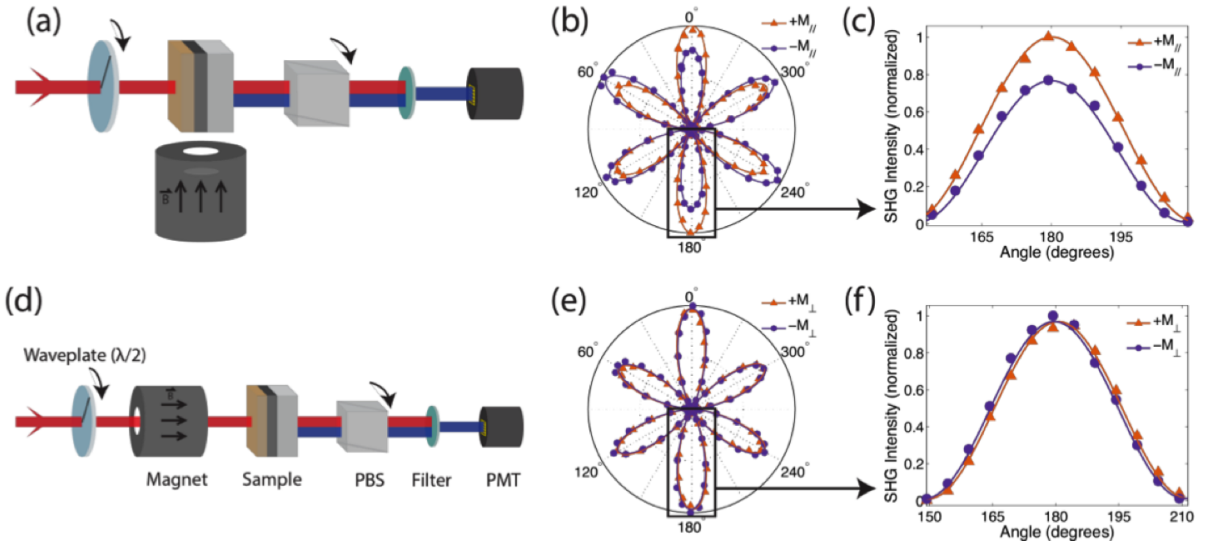 (a)
B
(b)
0°
60°
300°
120°
240°
180°
+M//
−M//
(c)
SHG Intensity (normalized)
1
0.8
0.6
0.4
0.2
0
165
180
195
Angle (degrees)
+M//
−M//
(d)
Waveplate (λ/2)
Magnet
Sample
PBS
Filter
PMT
(e)
0°
60°
300°
120°
240°
180°
+M⊥
−M⊥
(f)
SHG Intensity (normalized)
1
0.8
0.6
0.4
0.2
0
150
165
180
195
210
Angle (degrees)
+M⊥
−M⊥